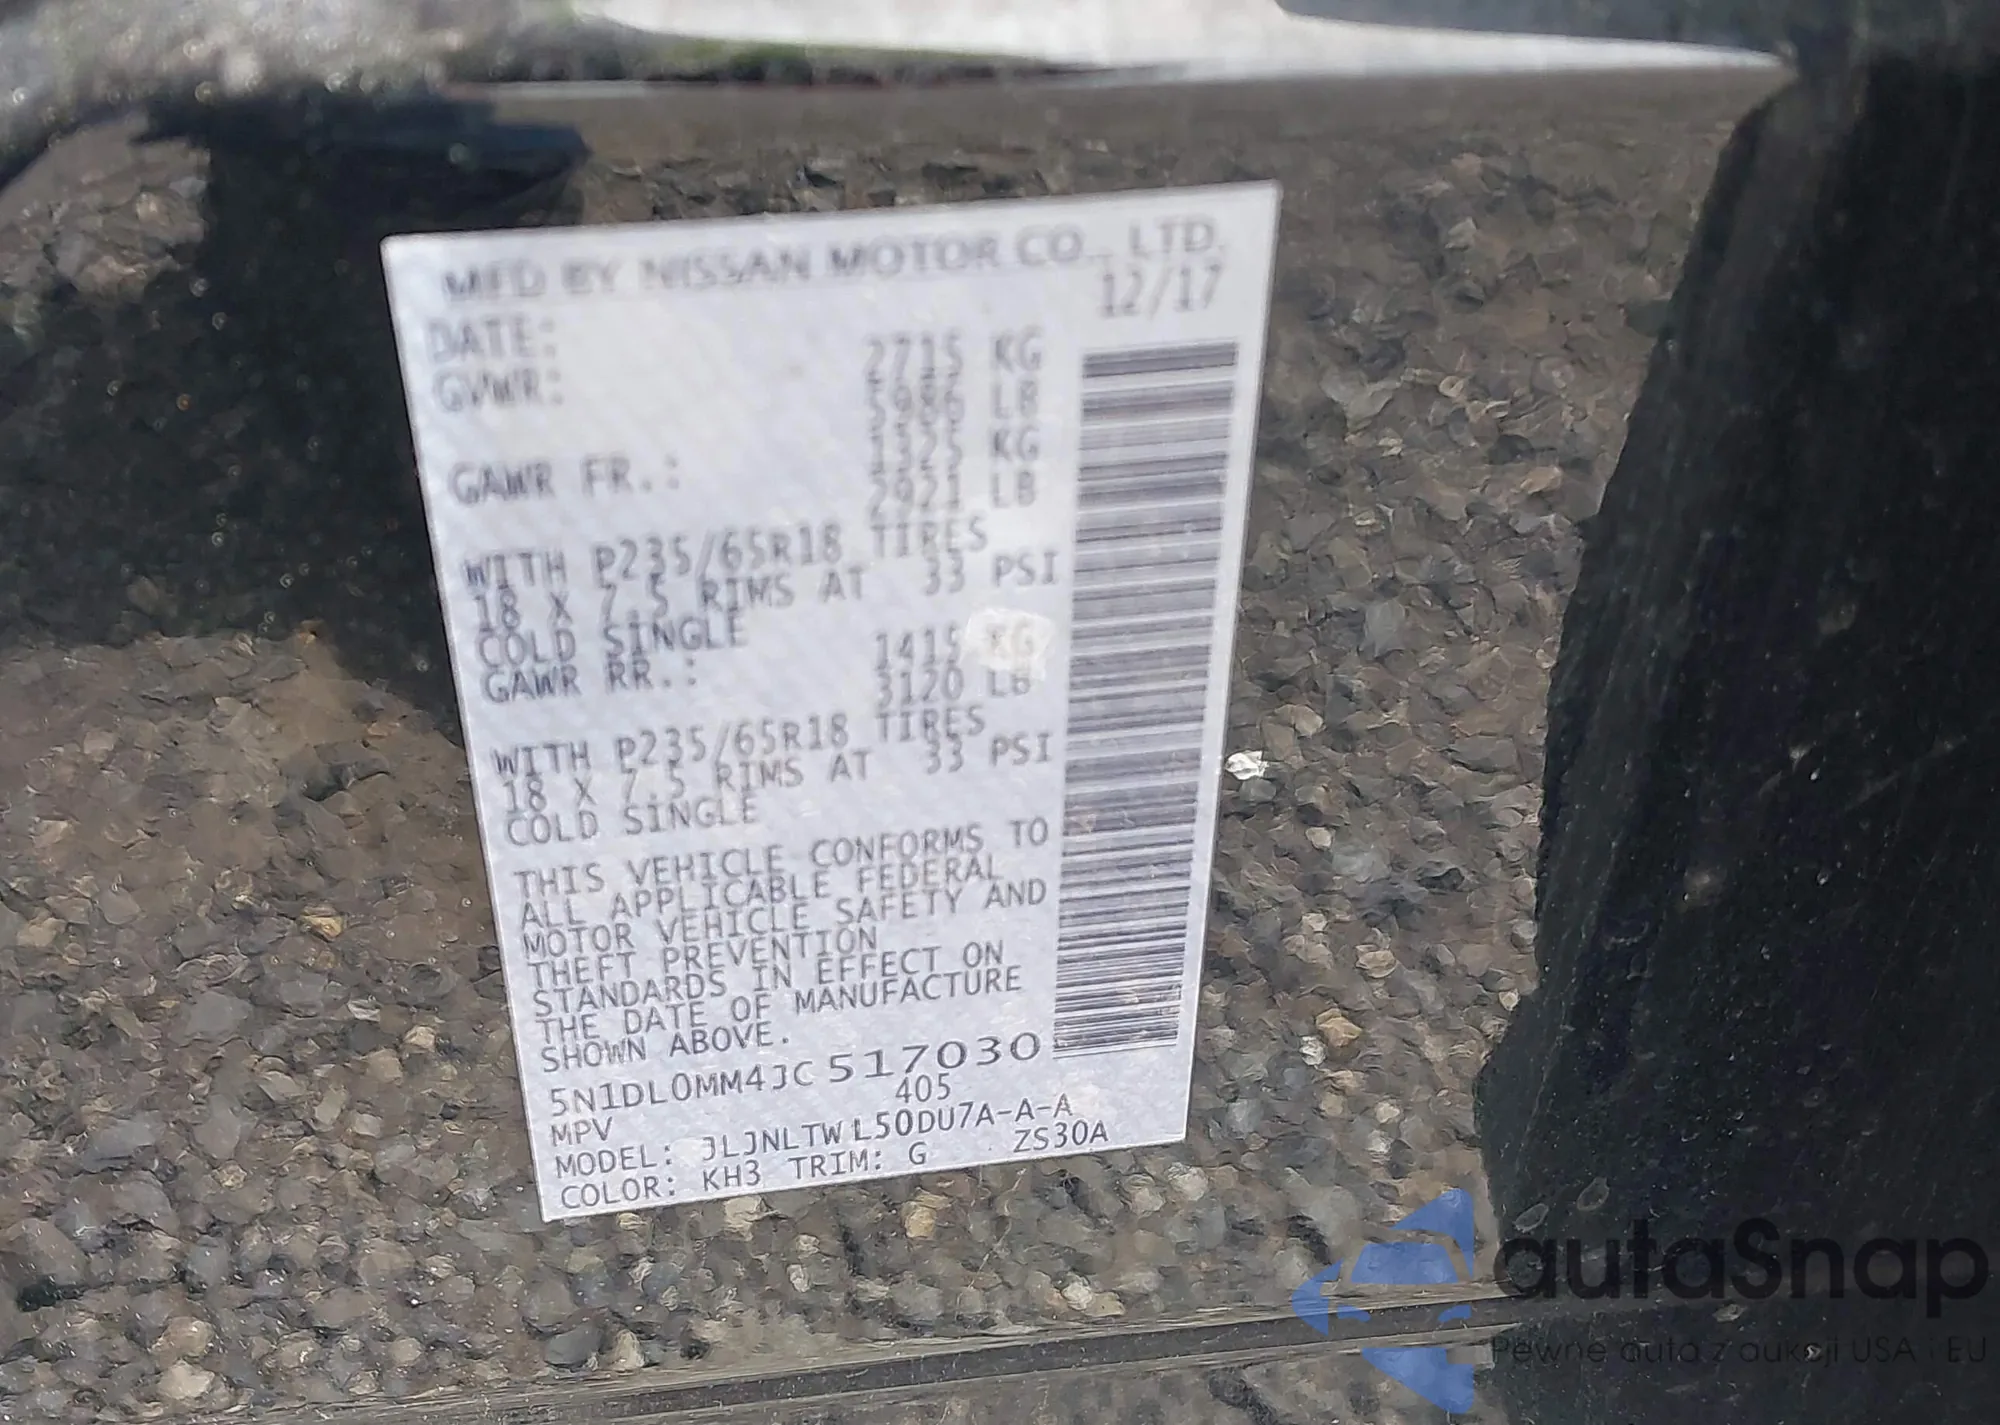 MFD BY NISSAN MOTOR CO., LTD.
DATE: 12/17
GVWR: 2715 KG
5986 LB
GAWR FR.: 1325 KG
2921 LB
WITH P235/65R18 TIRES
18 X 7.5 RIMS AT 33 PSI
COLD SINGLE
GAWR RR.: 1415 KG
3120 LB
WITH P235/65R18 TIRES
18 X 7.5 RIMS AT 33 PSI
COLD SINGLE
THIS VEHICLE CONFORMS TO
ALL APPLICABLE FEDERAL
MOTOR VEHICLE SAFETY AND
THEFT PREVENTION
STANDARDS IN EFFECT ON
THE DATE OF MANUFACTURE
SHOWN ABOVE.
5N1DL0MM4JC517030
MPV 405
MODEL: JLJNLTWL50DU7A-A-A
COLOR: KH3 TRIM: G ZS30A
autaSnap
Pewne auta z aukcji USA i EU